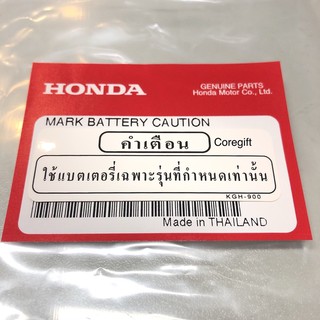 HONDA
GENUINE PARTS
Honda Motor Co., Ltd.
MARK BATTERY CAUTION
คำเตือน
Coregift
ใช้แบตเตอรี่เฉพาะรุ่นที่กำหนดเท่านั้น
KGH-900
Made in THAILAND